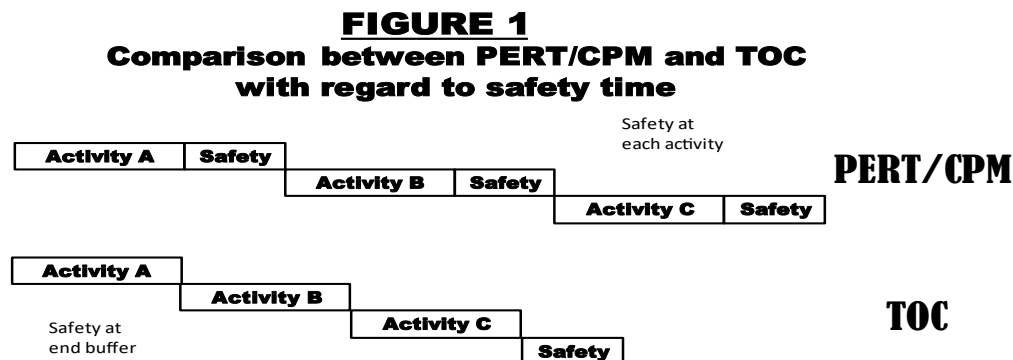 FIGURE 1
Comparison between PERT/CPM and TOC
with regard to safety time
Safety at
each activity
Activity A Safety
PERT/CPM
Activity B Safety
Activity C Safety
Activity A
Activity B
TOC
Activity C
Safety at
end buffer
Safety